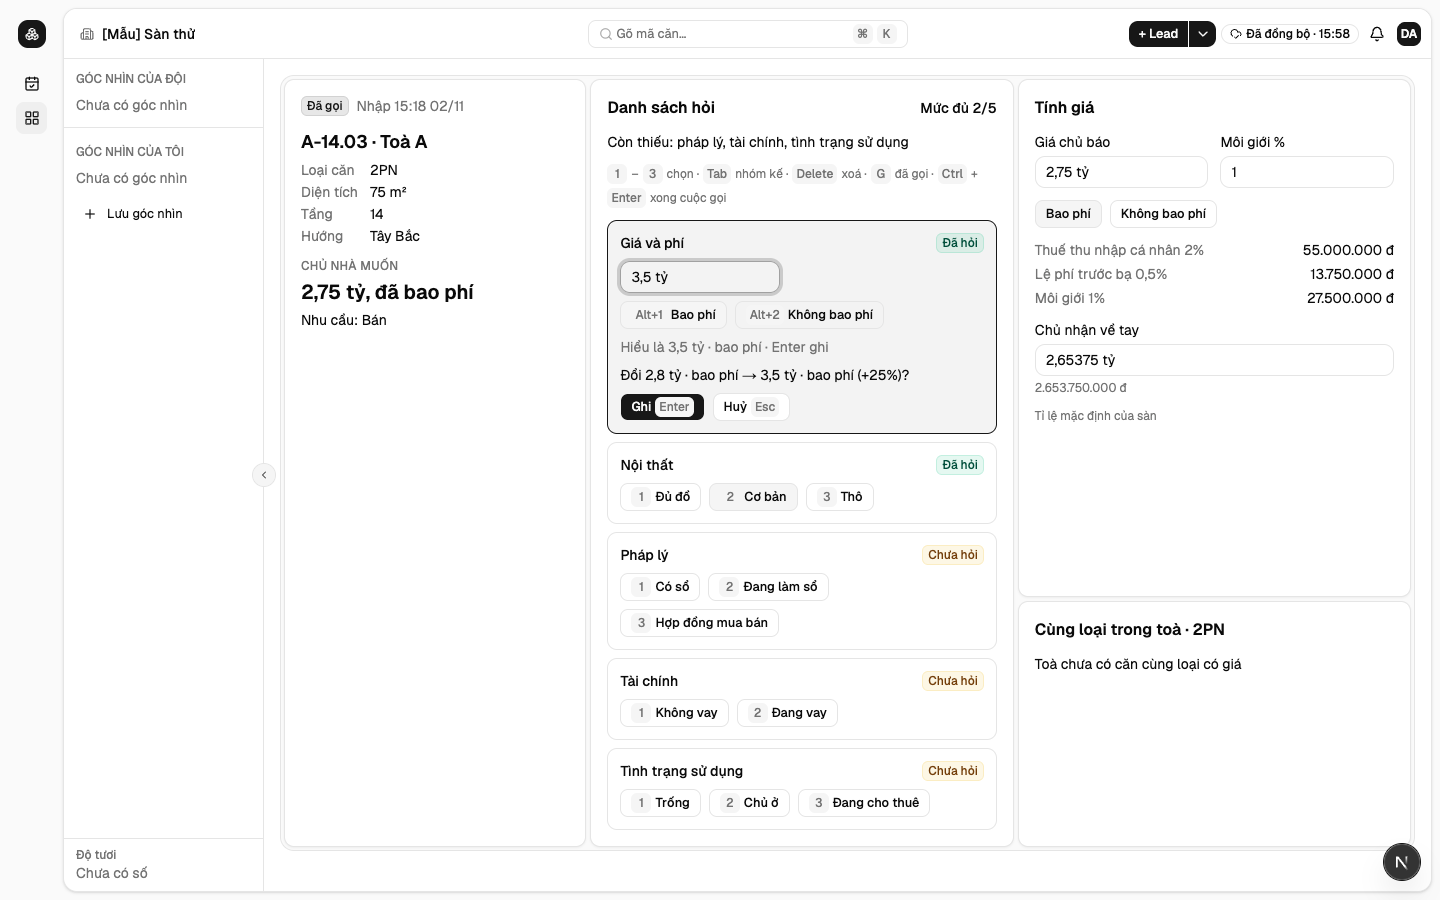 [Mẫu] Sàn thử
Gõ mã căn…
⌘ K
+ Lead
Đã đồng bộ · 15:58
DA
GÓC NHÌN CỦA ĐỘI
Chưa có góc nhìn
GÓC NHÌN CỦA TÔI
Chưa có góc nhìn
+ Lưu góc nhìn
Độ tươi
Chưa có số
Đã gọi Nhập 15:18 02/11
A-14.03 · Toà A
Loại căn 2PN
Diện tích 75 m²
Tầng 14
Hướng Tây Bắc
CHỦ NHÀ MUỐN
2,75 tỷ, đã bao phí
Nhu cầu: Bán
Danh sách hỏi
Mức đủ 2/5
Còn thiếu: pháp lý, tài chính, tình trạng sử dụng
1 – 3 chọn · Tab nhóm kế · Delete xoá · G đã gọi · Ctrl +
Enter xong cuộc gọi
Giá và phí
Đã hỏi
3,5 tỷ
Alt+1 Bao phí Alt+2 Không bao phí
Hiểu là 3,5 tỷ · bao phí · Enter ghi
Đổi 2,8 tỷ · bao phí → 3,5 tỷ · bao phí (+25%)?
Ghi Enter Huỷ Esc
Nội thất
Đã hỏi
1 Đủ đồ 2 Cơ bản 3 Thô
Pháp lý
Chưa hỏi
1 Có sổ 2 Đang làm sổ
3 Hợp đồng mua bán
Tài chính
Chưa hỏi
1 Không vay 2 Đang vay
Tình trạng sử dụng
Chưa hỏi
1 Trống 2 Chủ ở 3 Đang cho thuê
Tính giá
Giá chủ báo Môi giới %
2,75 tỷ 1
Bao phí Không bao phí
Thuế thu nhập cá nhân 2% 55.000.000 đ
Lệ phí trước bạ 0,5% 13.750.000 đ
Môi giới 1% 27.500.000 đ
Chủ nhận về tay
2,65375 tỷ
2.653.750.000 đ
Tỉ lệ mặc định của sàn
Cùng loại trong toà · 2PN
Toà chưa có căn cùng loại có giá
N